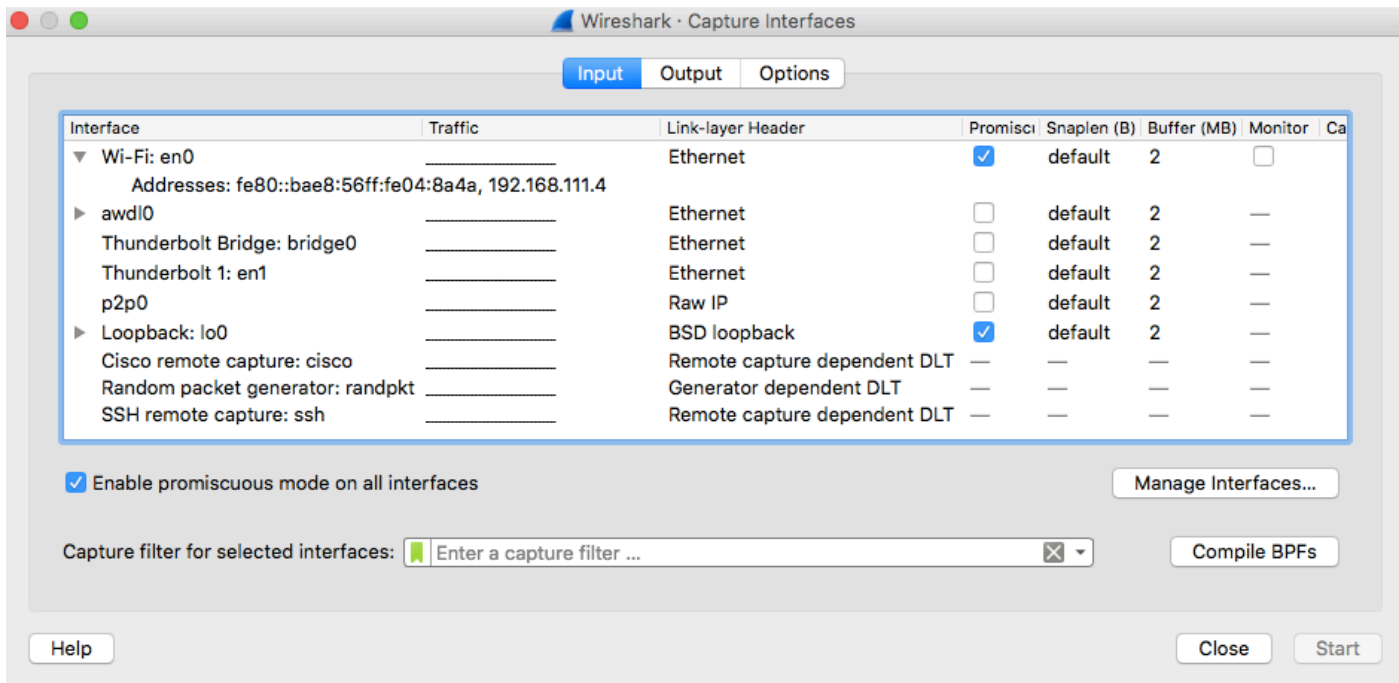 Wireshark · Capture Interfaces
Input Output Options
Interface Traffic Link-layer Header Promisci Snaplen (B) Buffer (MB) Monitor Ca
Wi-Fi: en0 Ethernet default 2
Addresses: fe80::bae8:56ff:fe04:8a4a, 192.168.111.4
awdl0 Ethernet default 2 —
Thunderbolt Bridge: bridge0 Ethernet default 2 —
Thunderbolt 1: en1 Ethernet default 2 —
p2p0 Raw IP default 2 —
Loopback: lo0 BSD loopback default 2 —
Cisco remote capture: cisco Remote capture dependent DLT — — — —
Random packet generator: randpkt Generator dependent DLT — — — —
SSH remote capture: ssh Remote capture dependent DLT — — — —
Enable promiscuous mode on all interfaces Manage Interfaces...
Capture filter for selected interfaces: Enter a capture filter ... Compile BPFs
Help Close Start